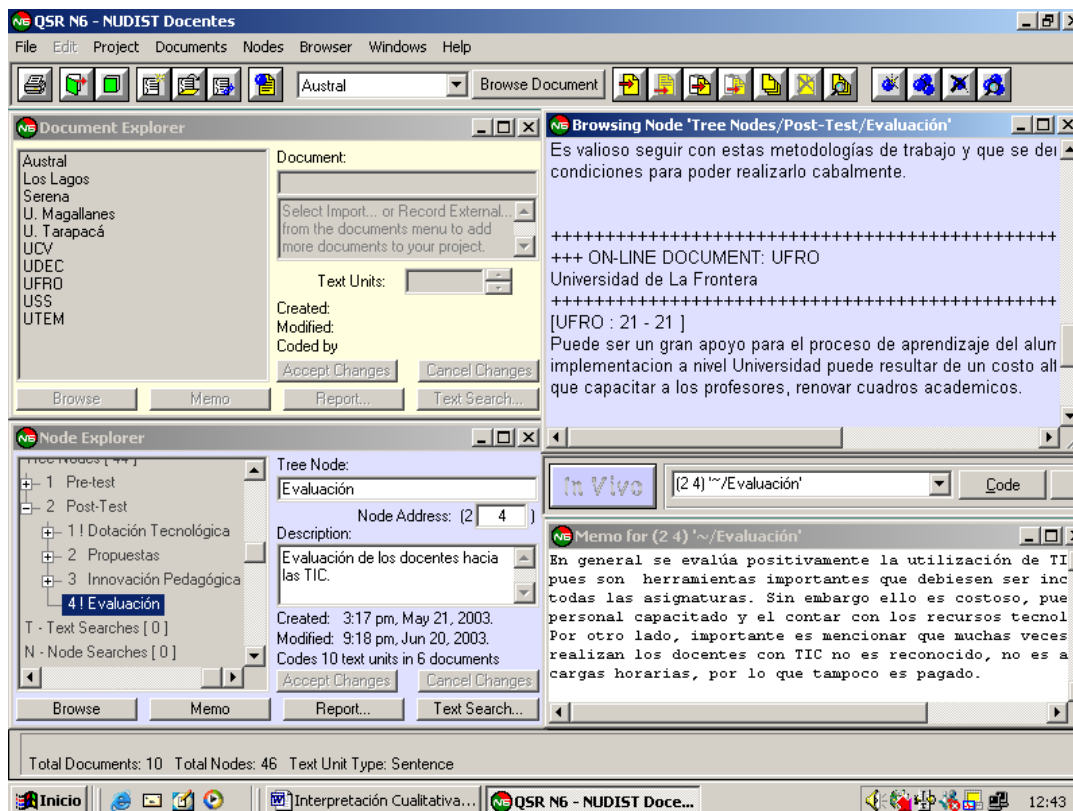 QSR N6 - NUDIST Docentes
File Edit Project Documents Nodes Browser Windows Help
Austral Browse Document
Document Explorer
Austral
Los Lagos
Serena
U. Magallanes
U. Tarapacá
UCV
UDEC
UFRO
USS
UTEM
Document:
Select Import... or Record External...
from the documents menu to add
more documents to your project.
Text Units:
Created:
Modified:
Coded by
Accept Changes Cancel Changes
Browse Memo Report... Text Search...
Browsing Node 'Tree Nodes/Post-Test/Evaluación'
Es valioso seguir con estas metodologías de trabajo y que se
condiciones para poder realizarlo cabalmente.
+++++++++++++++++++++++++++++++++++++++++++++++
+++ ON-LINE DOCUMENT: UFRO
Universidad de La Frontera
+++++++++++++++++++++++++++++++++++++++++++++++
[UFRO : 21 - 21 ]
Puede ser un gran apoyo para el proceso de aprendizaje del
implementacion a nivel Universidad puede resultar de un costo
que capacitar a los profesores, renovar cuadros academicos.
Node Explorer
Tree Nodes [ 44 ]
1 Pre-test
2 Post-Test
1 ! Dotación Tecnológica
2 Propuestas
3 Innovación Pedagógica
4 ! Evaluación
T - Text Searches [ 0 ]
N - Node Searches [ 0 ]
Tree Node:
Evaluación
Node Address: (2 4 )
Description:
Evaluación de los docentes hacia
las TIC.
Created: 3:17 pm, May 21, 2003.
Modified: 9:18 pm, Jun 20, 2003.
Codes 10 text units in 6 documents
Accept Changes Cancel Changes
Browse Memo Report... Text Search...
In Vivo (2 4) '~/Evaluación' Code
Memo for (2 4) '~/Evaluación'
En general se evalúa positivamente la utilización de TI
pues son herramientas importantes que debiesen ser inc
todas las asignaturas. Sin embargo ello es costoso, pue
personal capacitado y el contar con los recursos tecnol
Por otro lado, importante es mencionar que muchas veces
realizan los docentes con TIC no es reconocido, no es a
cargas horarias, por lo que tampoco es pagado.
Total Documents: 10 Total Nodes: 46 Text Unit Type: Sentence
Inicio Interpretación Cualitativa... QSR N6 - NUDIST Doce... 12:43